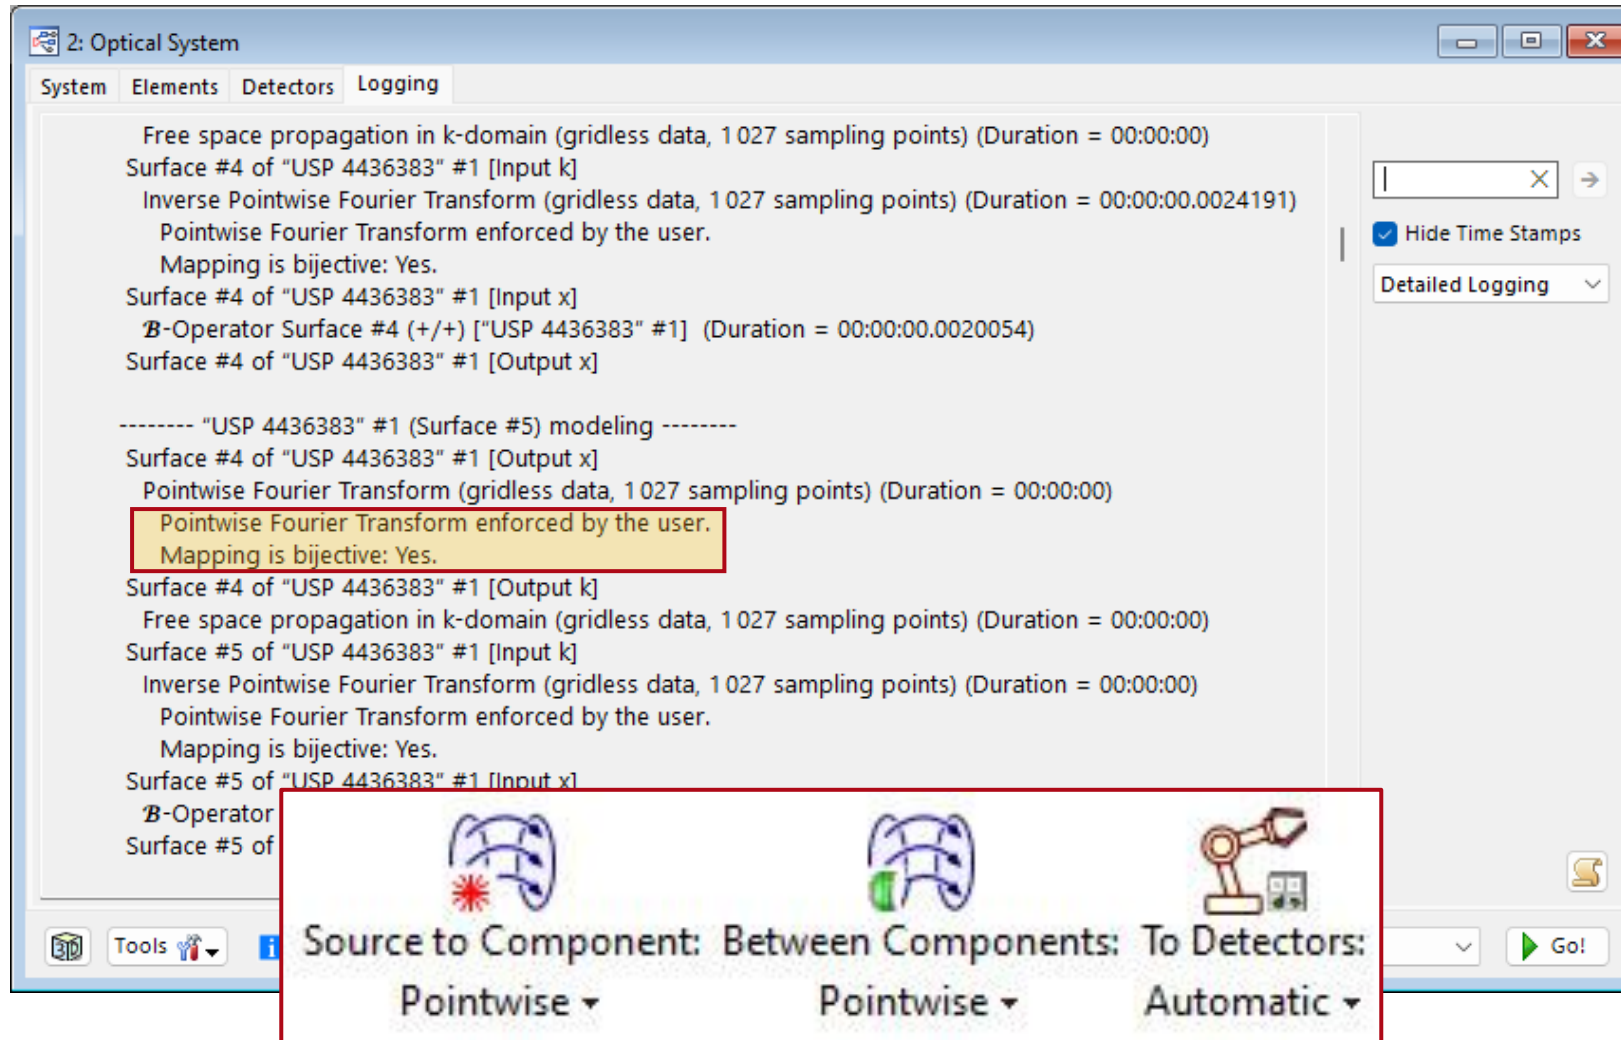 2: Optical System
System Elements Detectors Logging
Free space propagation in k-domain (gridless data, 1 027 sampling points) (Duration = 00:00:00)
Surface #4 of "USP 4436383" #1 [Input k]
Inverse Pointwise Fourier Transform (gridless data, 1 027 sampling points) (Duration = 00:00:00.0024191)
Pointwise Fourier Transform enforced by the user.
Mapping is bijective: Yes.
Surface #4 of "USP 4436383" #1 [Input x]
ℬ-Operator Surface #4 (+/+) ["USP 4436383" #1] (Duration = 00:00:00.0020054)
Surface #4 of "USP 4436383" #1 [Output x]
-------- "USP 4436383" #1 (Surface #5) modeling --------
Surface #4 of "USP 4436383" #1 [Output x]
Pointwise Fourier Transform (gridless data, 1 027 sampling points) (Duration = 00:00:00)
Pointwise Fourier Transform enforced by the user.
Mapping is bijective: Yes.
Surface #4 of "USP 4436383" #1 [Output k]
Free space propagation in k-domain (gridless data, 1 027 sampling points) (Duration = 00:00:00)
Surface #5 of "USP 4436383" #1 [Input k]
Inverse Pointwise Fourier Transform (gridless data, 1 027 sampling points) (Duration = 00:00:00)
Pointwise Fourier Transform enforced by the user.
Mapping is bijective: Yes.
Surface #5 of "USP 4436383" #1 [Input x]
ℬ-Operator
Surface #5 of
Hide Time Stamps
Detailed Logging
3D Tools
Go!
Source to Component: Between Components: To Detectors:
Pointwise Pointwise Automatic